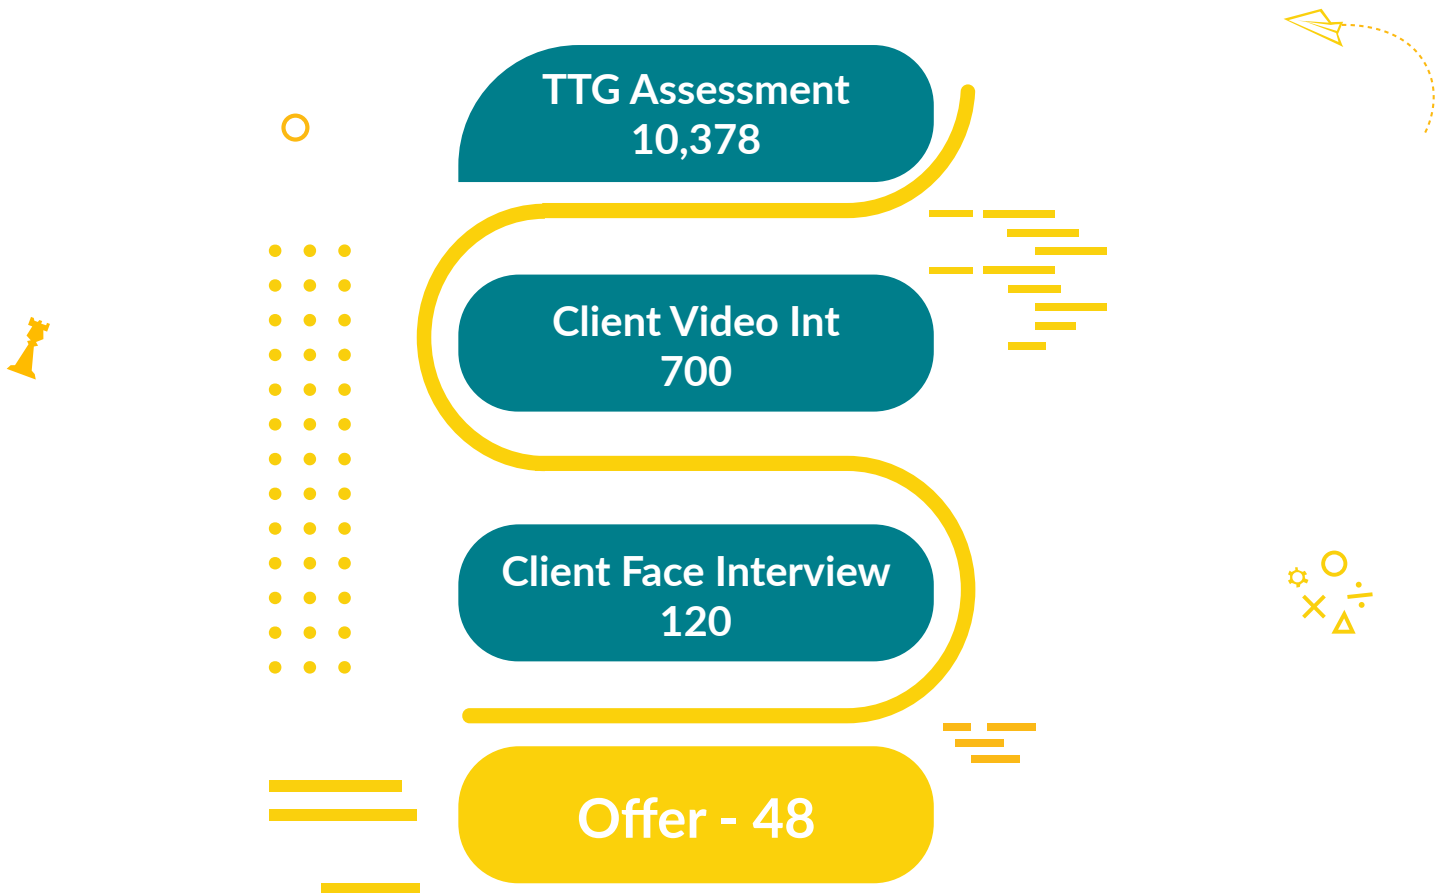 TTG Assessment
10,378
Client Video Int
700
Client Face Interview
120
Offer - 48